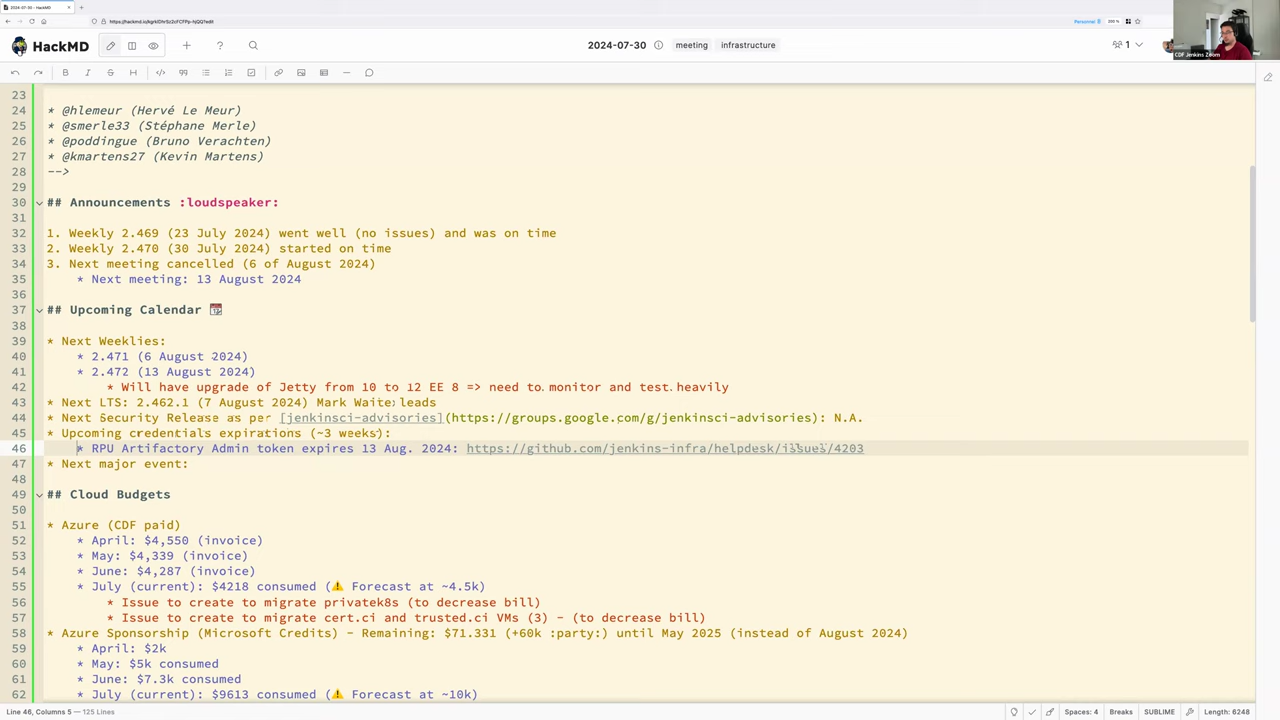 2024-07-30 - HackMD
Personnel
200 %
HackMD
2024-07-30
meeting
infrastructure
1
CDF Jenkins Zoom
23
24 * @hlemeur (Hervé Le Meur)
25 * @smerle33 (Stéphane Merle)
26 * @poddingue (Bruno Verachten)
27 * @kmartens27 (Kevin Martens)
28 -->
29
30 ## Announcements :loudspeaker:
31
32 1. Weekly 2.469 (23 July 2024) went well (no issues) and was on time
33 2. Weekly 2.470 (30 July 2024) started on time
34 3. Next meeting cancelled (6 of August 2024)
35 * Next meeting: 13 August 2024
36
37 ## Upcoming Calendar 📆
38
39 * Next Weeklies:
40 * 2.471 (6 August 2024)
41 * 2.472 (13 August 2024)
42 * Will have upgrade of Jetty from 10 to 12 EE 8 => need to monitor and test heavily
43 * Next LTS: 2.462.1 (7 August 2024) Mark Waite leads
44 * Next Security Release as per [jenkinsci-advisories](https://groups.google.com/g/jenkinsci-advisories): N.A.
45 * Upcoming credentials expirations (~3 weeks):
46 * RPU Artifactory Admin token expires 13 Aug. 2024: https://github.com/jenkins-infra/helpdesk/issues/4203
47 * Next major event:
48
49 ## Cloud Budgets
50
51 * Azure (CDF paid)
52 * April: $4,550 (invoice)
53 * May: $4,339 (invoice)
54 * June: $4,287 (invoice)
55 * July (current): $4218 consumed (⚠️ Forecast at ~4.5k)
56 * Issue to create to migrate privatek8s (to decrease bill)
57 * Issue to create to migrate cert.ci and trusted.ci VMs (3) - (to decrease bill)
58 * Azure Sponsorship (Microsoft Credits) - Remaining: $71.331 (+60k :party:) until May 2025 (instead of August 2024)
59 * April: $2k
60 * May: $5k consumed
61 * June: $7.3k consumed
62 * July (current): $9613 consumed (⚠️ Forecast at ~10k)
Line 46, Columns 5 — 125 Lines
Spaces: 4
Breaks
SUBLIME
Length: 6248